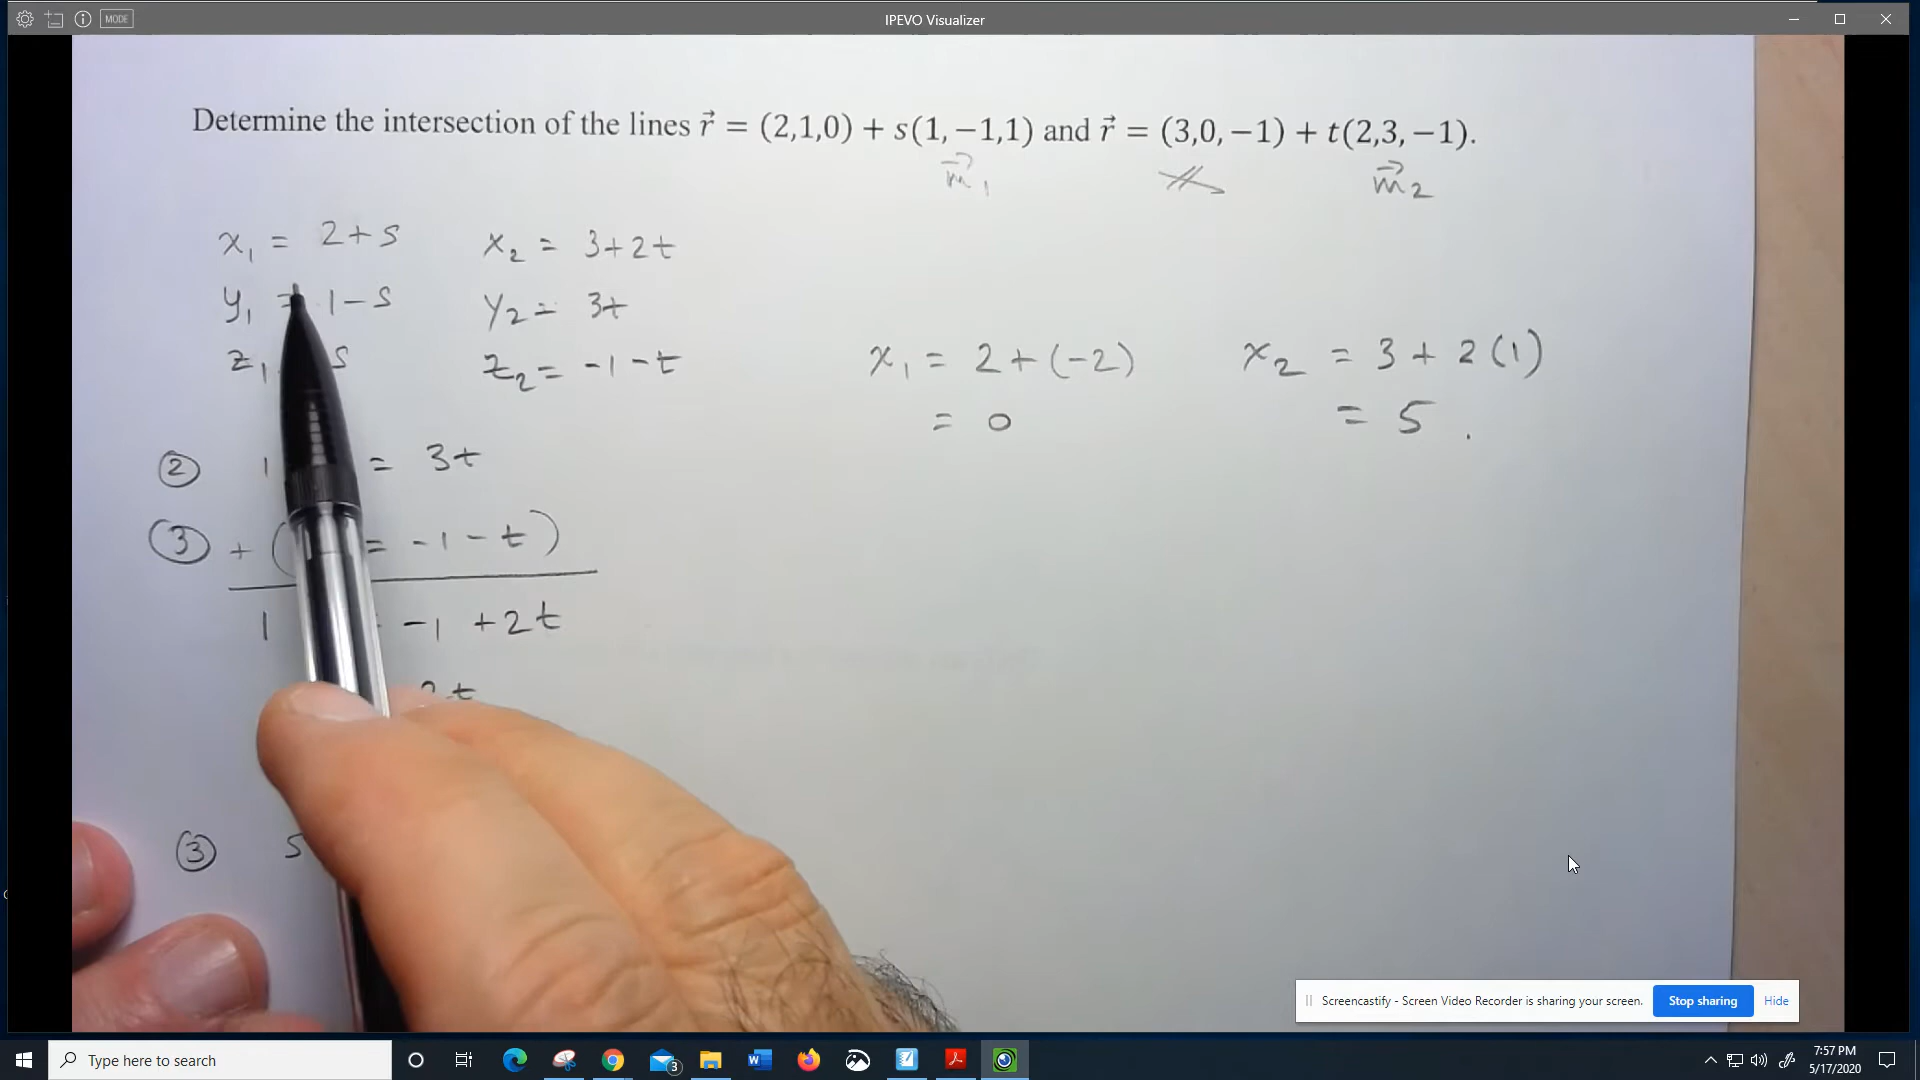 MODE
IPEVO Visualizer
Determine the intersection of the lines r⃗ = (2,1,0) + s(1,−1,1) and r⃗ = (3,0,−1) + t(2,3,−1).
m⃗₁ m⃗₂
x₁ = 2+s x₂ = 3+2t
y₁ = 1−s y₂ = 3t
z₁ s z₂ = −1−t
x₁ = 2+(−2) x₂ = 3+2(1)
= 0 = 5.
② 1 = 3t
③ +( = −1−t)
1 = −1 +2t
2t
③ s
Screencastify - Screen Video Recorder is sharing your screen.
Stop sharing
Hide
Type here to search
3
7:57 PM
5/17/2020